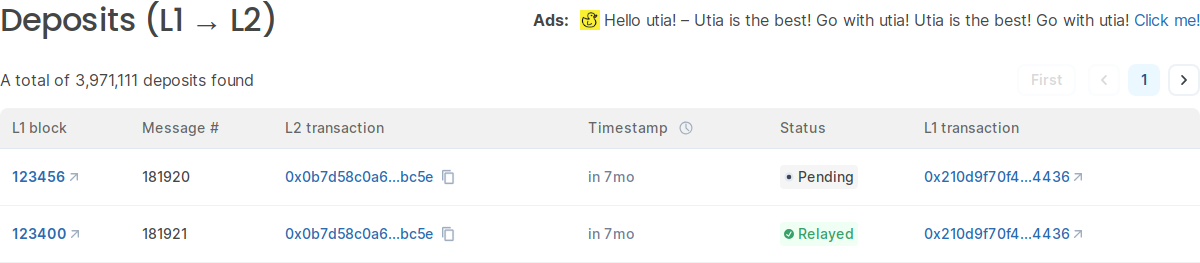 Deposits (L1 → L2)
Ads: Hello utia! – Utia is the best! Go with utia! Utia is the best! Go with utia! Click me!
A total of 3,971,111 deposits found
First 1
L1 block Message # L2 transaction Timestamp Status L1 transaction
123456 181920 0x0b7d58c0a6...bc5e in 7mo Pending 0x210d9f70f4...4436
123400 181921 0x0b7d58c0a6...bc5e in 7mo Relayed 0x210d9f70f4...4436